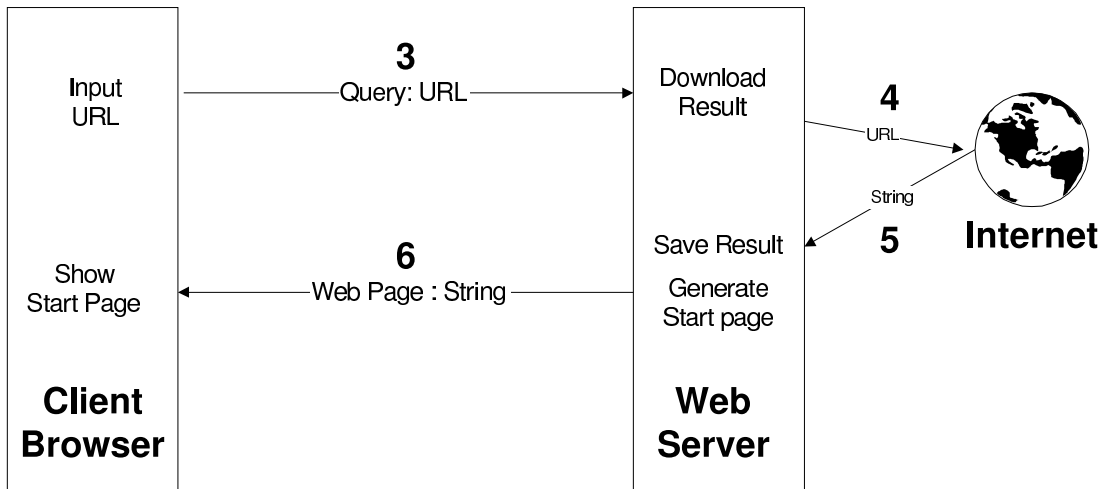 Input
URL
3
Query: URL
Download
Result
4
URL
String
5
Internet
Save Result
Generate
Start page
6
Web Page : String
Show
Start Page
Client
Browser
Web
Server